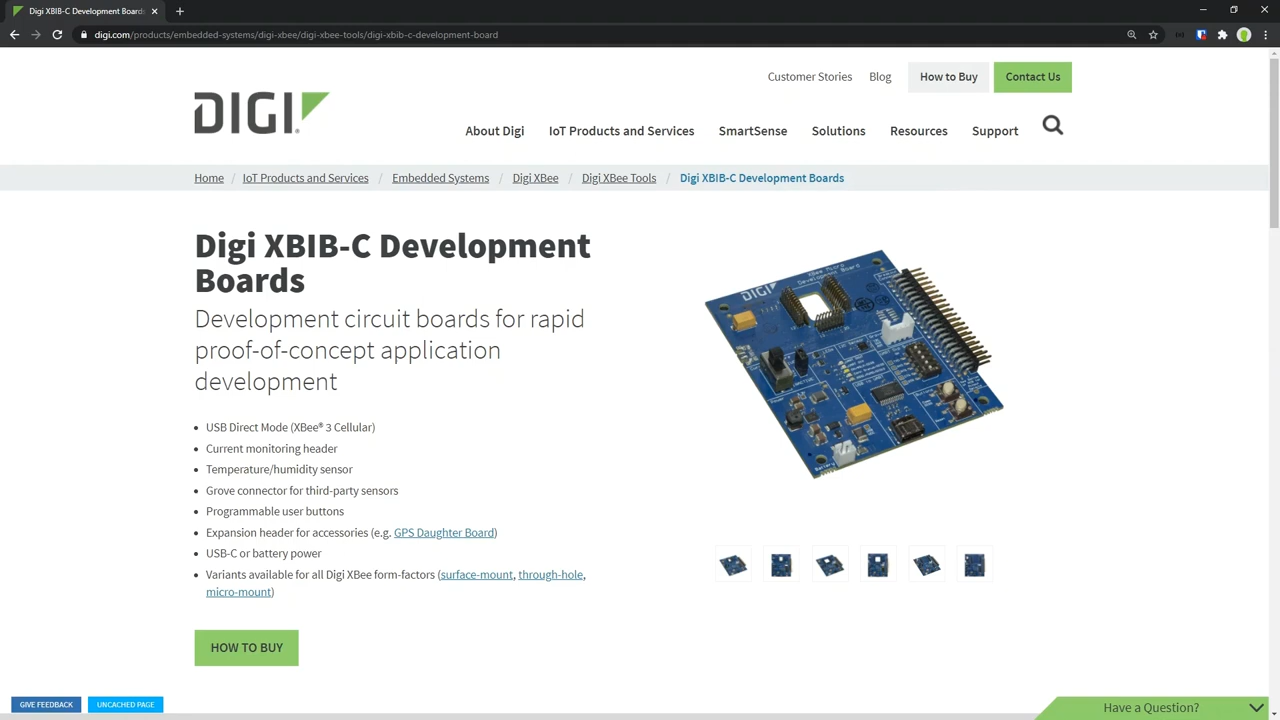 Digi XBIB-C Development Boards
digi.com/products/embedded-systems/digi-xbee/digi-xbee-tools/digi-xbib-c-development-board
Customer Stories
Blog
How to Buy
Contact Us
DIGI
About Digi
IoT Products and Services
SmartSense
Solutions
Resources
Support
Home / IoT Products and Services / Embedded Systems / Digi XBee / Digi XBee Tools / Digi XBIB-C Development Boards
Digi XBIB-C Development
Boards
Development circuit boards for rapid
proof-of-concept application
development
USB Direct Mode (XBee® 3 Cellular)
Current monitoring header
Temperature/humidity sensor
Grove connector for third-party sensors
Programmable user buttons
Expansion header for accessories (e.g. GPS Daughter Board)
USB-C or battery power
Variants available for all Digi XBee form-factors (surface-mount, through-hole,
micro-mount)
HOW TO BUY
DIGI
XBee Micro
Development Board
Battery
GIVE FEEDBACK
UNCACHED PAGE
Have a Question?